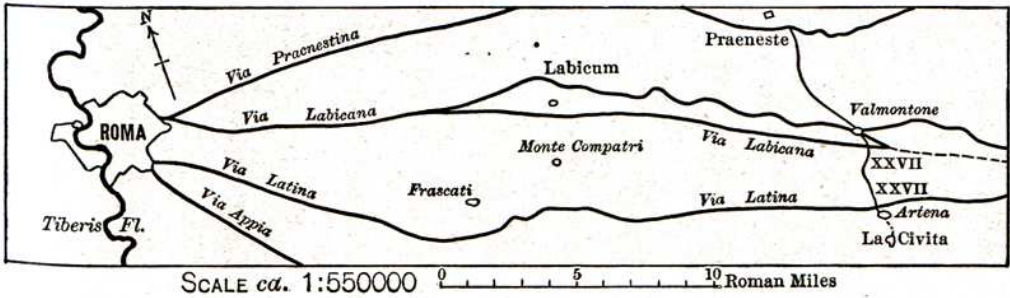 N
Via Praenestina
Praeneste
Labicum
Via Labicana
Valmontone
ROMA
Via Labicana
Monte Compatri
XXVII
Via Latina
Frascati
XXVII
Via Latina
Artena
Via Appia
Tiberis Fl.
La Civita
SCALE ca. 1:550000 0 5 10 Roman Miles